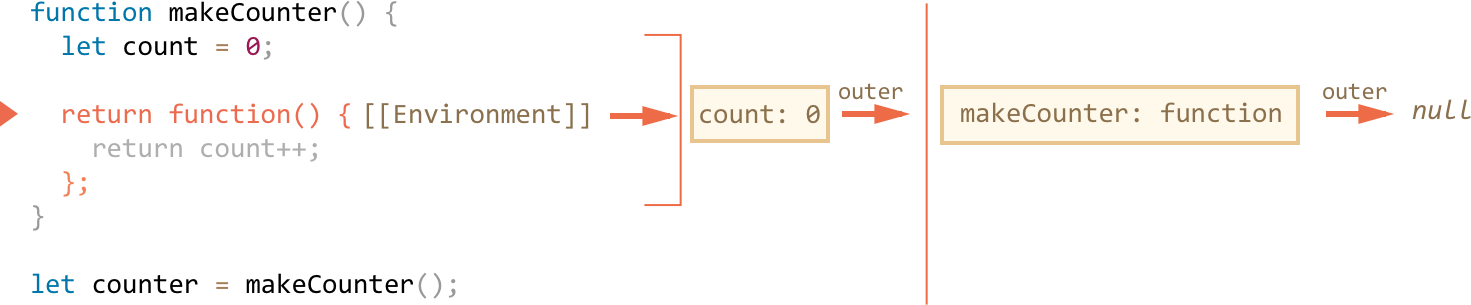 function makeCounter() {
  let count = 0;
outer outer
  return function() { [[Environment]] count: 0 makeCounter: function null
    return count++;
  };
}
let counter = makeCounter();